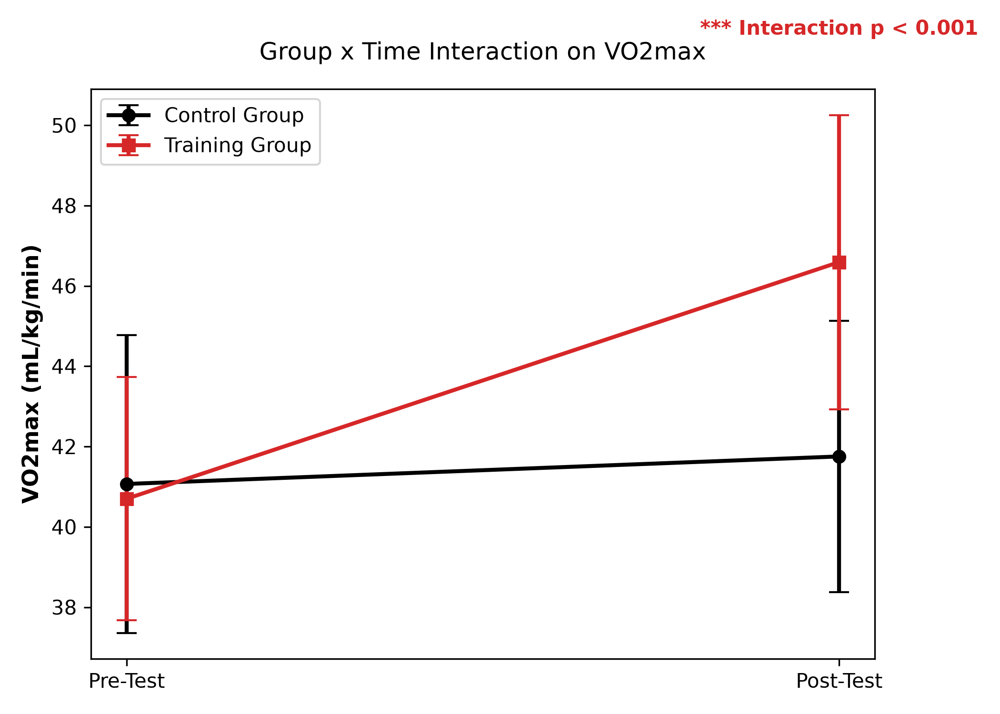 *** Interaction p < 0.001
Group x Time Interaction on VO2max
Control Group
Training Group
VO2max (mL/kg/min)
50
48
46
44
42
40
38
Pre-Test
Post-Test